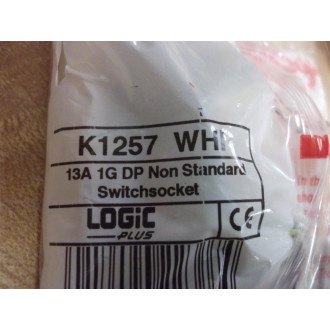 K1257 WHI
13A 1G DP Non Standard
Switchsocket
LOGIC
PLUS
CE